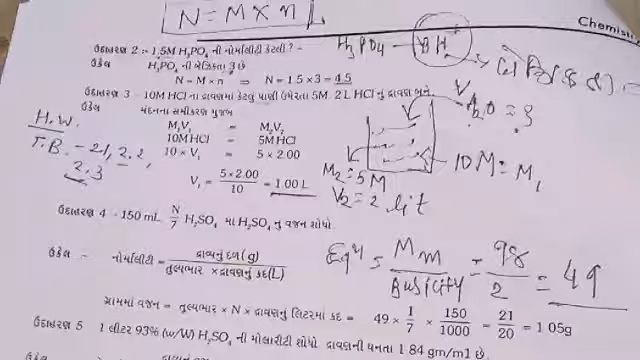 N = M × n
Chemist
ઉદાહરણ 2 :- 1.5M H₃PO₄ ની નોર્માલીટી કેટલી? -
H₃PO₄ - 3H⁺
ઉકેલ H₃PO₄ ની બેઝિકતા 3 છે
N = M × n ⇒ N = 1.5 × 3 = 4.5
ઉદાહરણ 3 - 10M HCl ના દ્રાવણમાં કેટલું પાણી ઉમેરતા 5M. 2L HCl નું દ્રાવણ બને.
ઉકેલ મંદનના સમીકરણ મુજબ
M₁V₁ = M₂V₂
10M HCl = 5M HCl
10 × V₁ = 5 × 2.00
V₁ = 5 × 2.00 / 10 = 1.00 L
H.W.
T.B. - 2.1, 2.2,
2.3
10M = M₁
M₂ = 5M
V₂ = 2 lit
ઉદાહરણ 4 - 150 mL. N/7 H₂SO₄ માં H₂SO₄ નું વજન શોધો.
ઉકેલ - નોર્માલીટી = દ્રાવ્યનું દળ (g) / તુલ્યભાર × દ્રાવણનું કદ (L)
Eqᵘ = Mm / Basicity = 98 / 2 = 49
ગ્રામમાં વજન = તુલ્યભાર × N × દ્રાવણનું લિટરમાં કદ = 49 × 1/7 × 150/1000 = 21/20 = 1 05g
ઉદાહરણ 5 1 લીટર 93% (w/W) H₂SO₄ ની મોલારીટી શોધો. દ્રાવણની ઘનતા 1 84 gm/m1 છે.